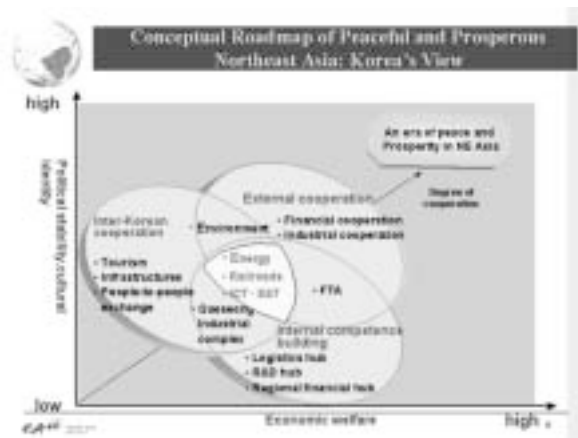 Conceptual Roadmap of Peaceful and Prosperous
Northeast Asia: Korea's View
high
An era of peace and
Prosperity in NE Asia
Political stability, cultural
identity
External cooperation
Degree of
cooperation
Inter-Korean
cooperation
• Environment
• Financial cooperation
• Industrial cooperation
• Tourism
• Infrastructures
• People to people
exchange
• Energy
• Railroads
• ICT - S&T
• FTA
• Industrial
complex
Internal competence
building
• Logistics hub
• R&D hub
• Regional financial hub
low
Economic welfare
high